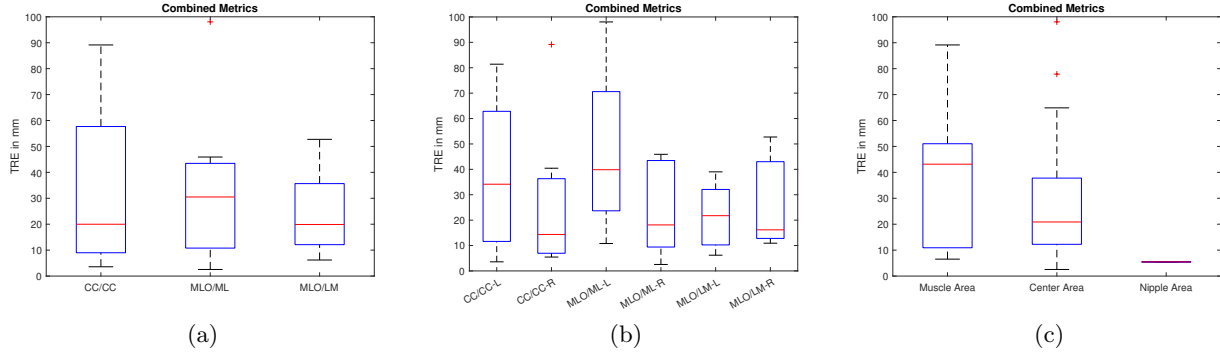 Combined Metrics
100
90
80
70
60
50
40
30
20
10
0
TRE in mm
CC/CC
MLO/ML
MLO/LM
(a)
Combined Metrics
100
90
80
70
60
50
40
30
20
10
0
TRE in mm
CC/CC-L
CC/CC-R
MLO/ML-L
MLO/ML-R
MLO/LM-L
MLO/LM-R
(b)
Combined Metrics
100
90
80
70
60
50
40
30
20
10
0
TRE in mm
Muscle Area
Center Area
Nipple Area
(c)